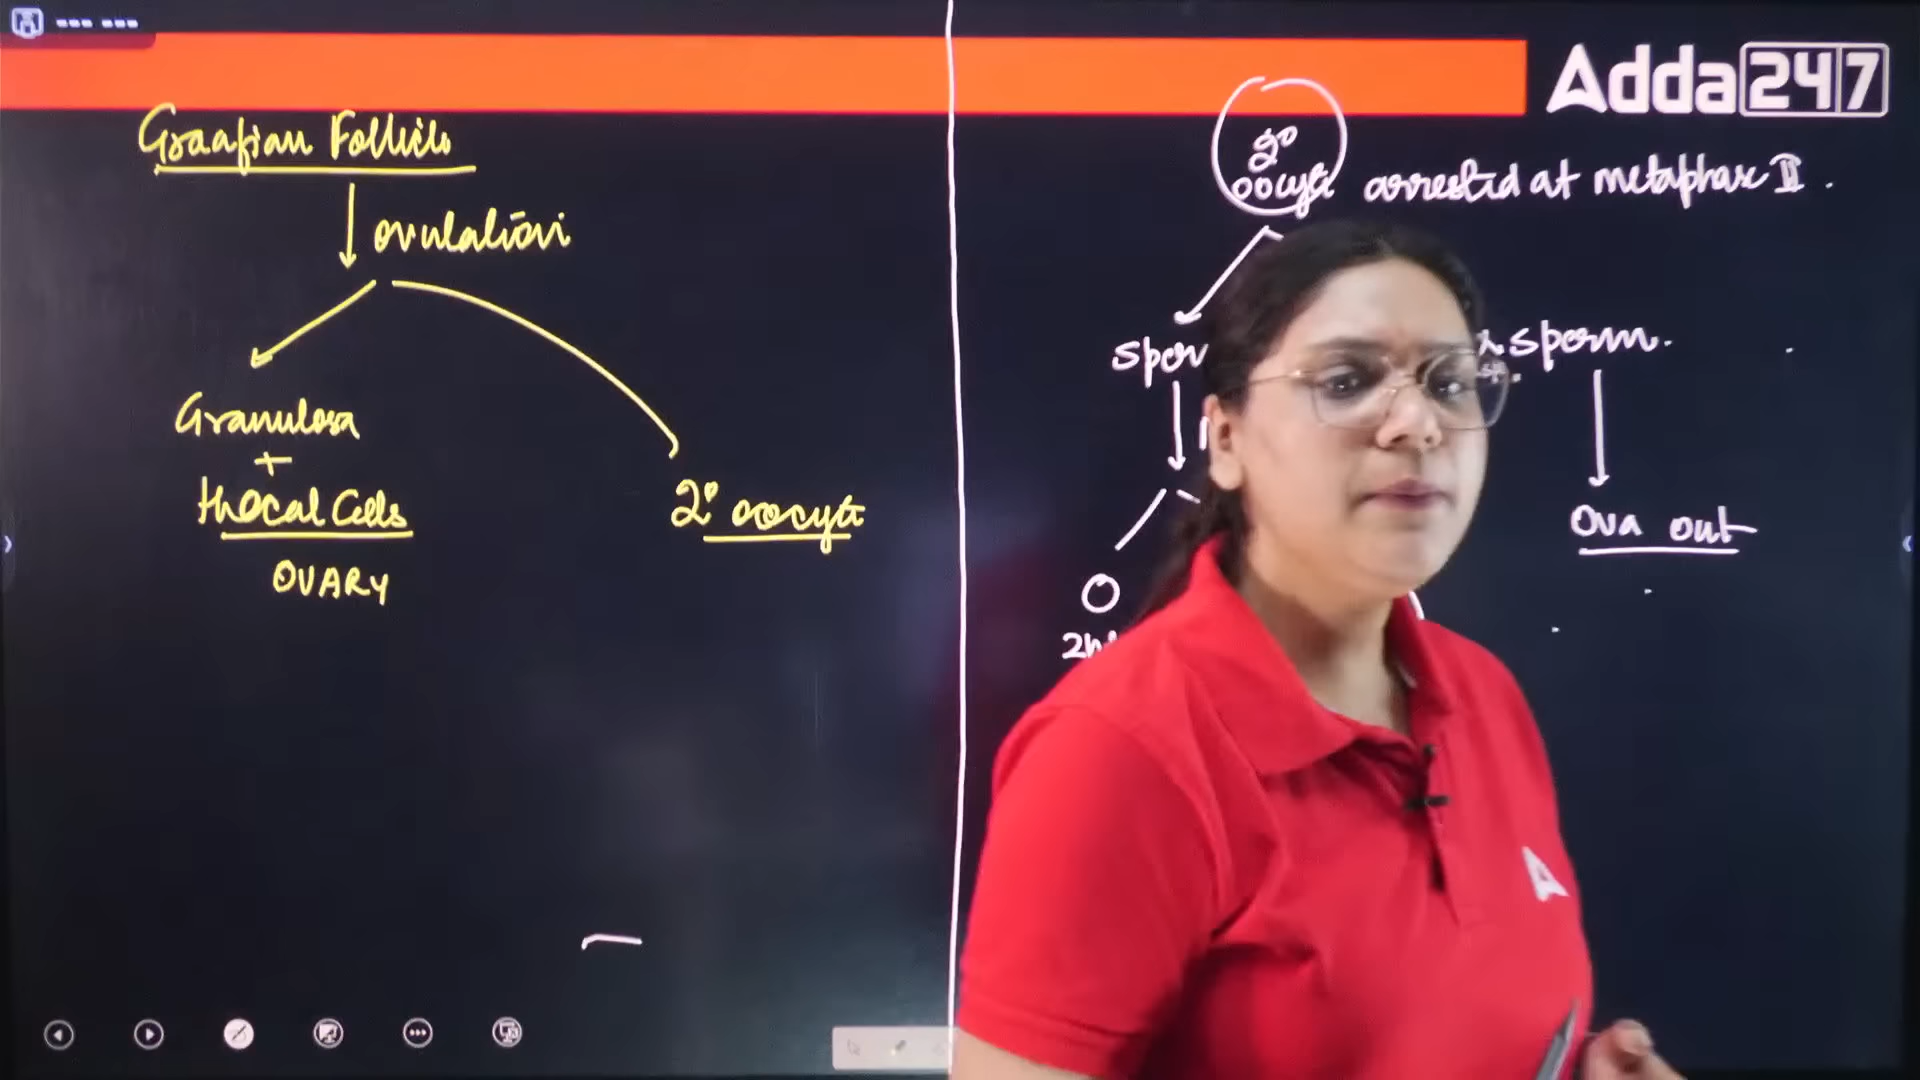 Adda247
Graafian Follicle
ovulation
Granulosa
+
thecal Cells
OVARY
2° oocyte
2°
oocyte arrested at metaphase II.
sperm.
Ova out